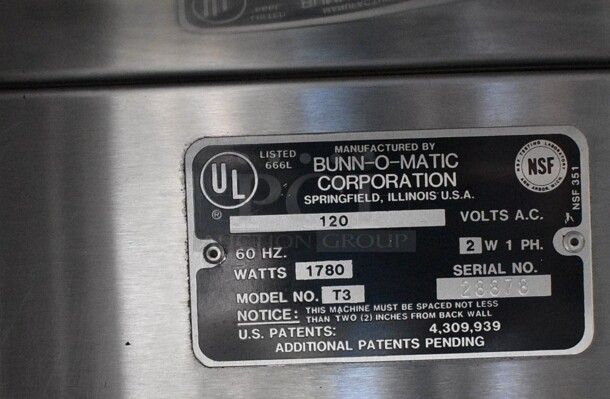 LISTED
666L
UL
®
MANUFACTURED BY
BUNN-O-MATIC
CORPORATION
SPRINGFIELD, ILLINOIS U.S.A.
NSF
NSF 351
120 VOLTS A.C.
60 HZ. 2 W 1 PH.
WATTS 1780 SERIAL NO.
MODEL NO. T3
NOTICE: THIS MACHINE MUST BE SPACED NOT LESS
THAN TWO (2) INCHES FROM BACK WALL
U.S. PATENTS: 4,309,939
ADDITIONAL PATENTS PENDING